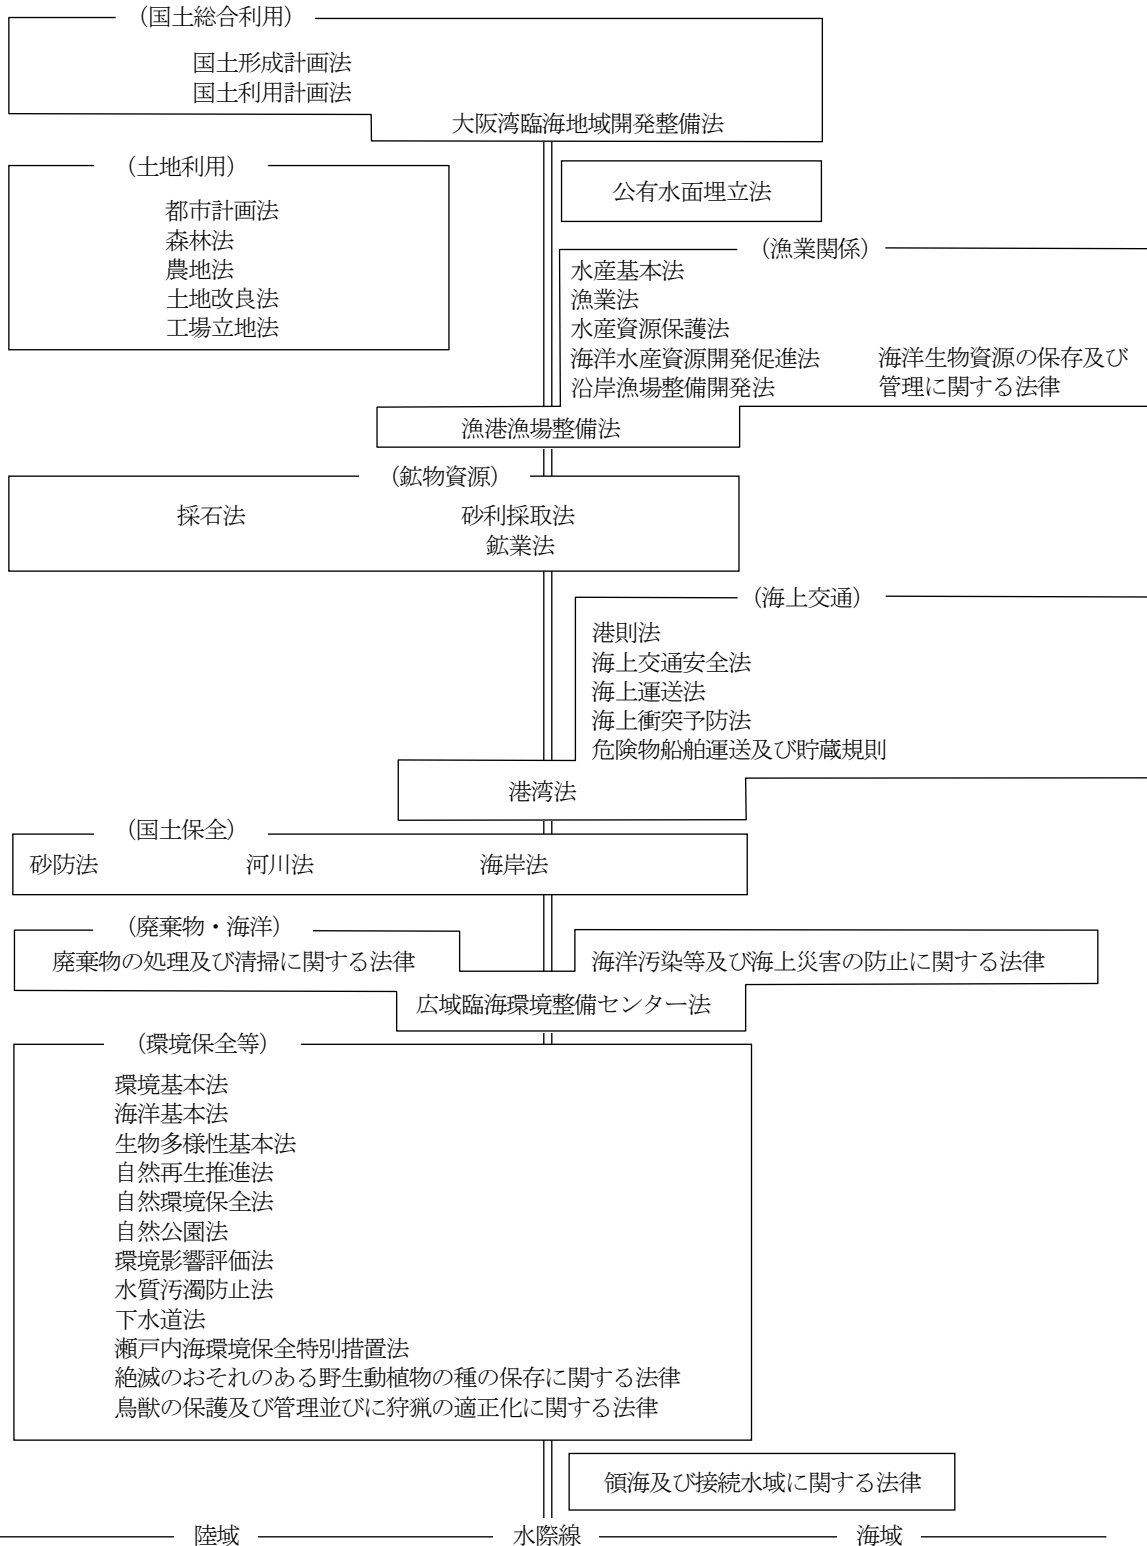 （国土総合利用）
国土形成計画法
国土利用計画法
大阪湾臨海地域開発整備法
（土地利用）
公有水面埋立法
都市計画法
森林法
農地法
土地改良法
工場立地法
（漁業関係）
水産基本法
漁業法
水産資源保護法
海洋水産資源開発促進法
沿岸漁場整備開発法
海洋生物資源の保存及び
管理に関する法律
漁港漁場整備法
（鉱物資源）
採石法
砂利採取法
鉱業法
（海上交通）
港則法
海上交通安全法
海上運送法
海上衝突予防法
危険物船舶運送及び貯蔵規則
港湾法
（国土保全）
砂防法
河川法
海岸法
（廃棄物・海洋）
廃棄物の処理及び清掃に関する法律
海洋汚染等及び海上災害の防止に関する法律
広域臨海環境整備センター法
（環境保全等）
環境基本法
海洋基本法
生物多様性基本法
自然再生推進法
自然環境保全法
自然公園法
環境影響評価法
水質汚濁防止法
下水道法
瀬戸内海環境保全特別措置法
絶滅のおそれのある野生動植物の種の保存に関する法律
鳥獣の保護及び管理並びに狩猟の適正化に関する法律
領海及び接続水域に関する法律
陸域
水際線
海域